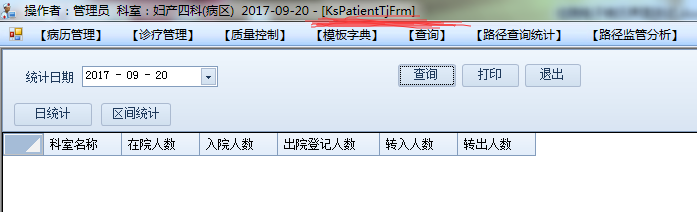 操作者：管理员 科室：妇产四科(病区) 2017-09-20 - [KsPatientTjFrm]
【病历管理】 【诊疗管理】 【质量控制】 【模板字典】 【查询】 【路径查询统计】 【路径监管分析】
统计日期 2017 - 09 - 20 查询 打印 退出
日统计 区间统计
科室名称 在院人数 入院人数 出院登记人数 转入人数 转出人数